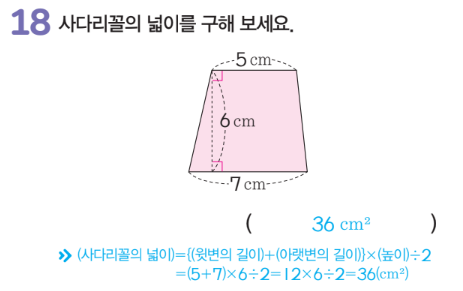 18 사다리꼴의 넓이를 구해 보세요.
5 cm
6 cm
7 cm
( 36 cm² )
》 (사다리꼴의 넓이)={(윗변의 길이)+(아랫변의 길이)}×(높이)÷2
=(5+7)×6÷2=12×6÷2=36(cm²)